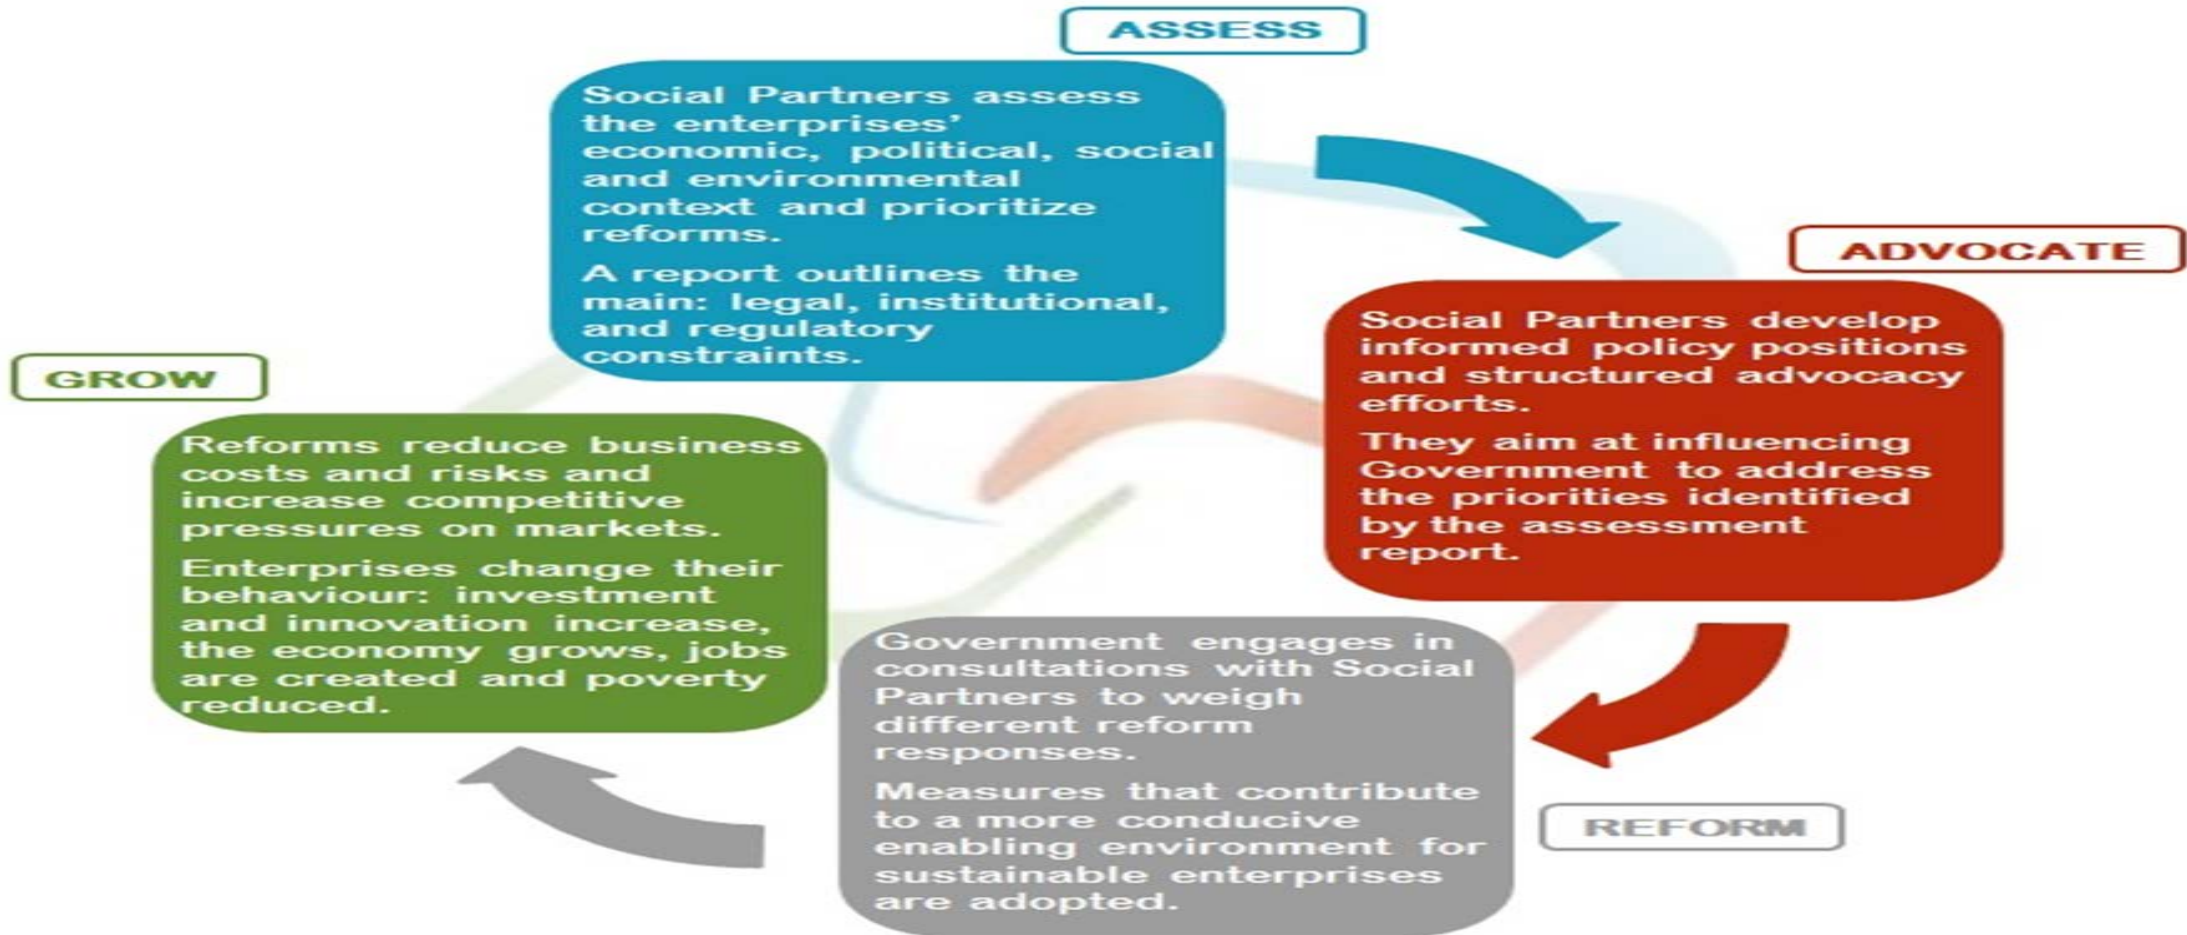 ASSESS
Social Partners assess
the enterprises’
economic, political, social
and environmental
context and prioritize
reforms.
A report outlines the
main: legal, institutional,
and regulatory
constraints.
ADVOCATE
Social Partners develop
informed policy positions
and structured advocacy
efforts.
They aim at influencing
Government to address
the priorities identified
by the assessment
report.
REFORM
Government engages in
consultations with Social
Partners to weigh
different reform
responses.
Measures that contribute
to a more conducive
enabling environment for
sustainable enterprises
are adopted.
GROW
Reforms reduce business
costs and risks and
increase competitive
pressures on markets.
Enterprises change their
behaviour: investment
and innovation increase,
the economy grows, jobs
are created and poverty
reduced.